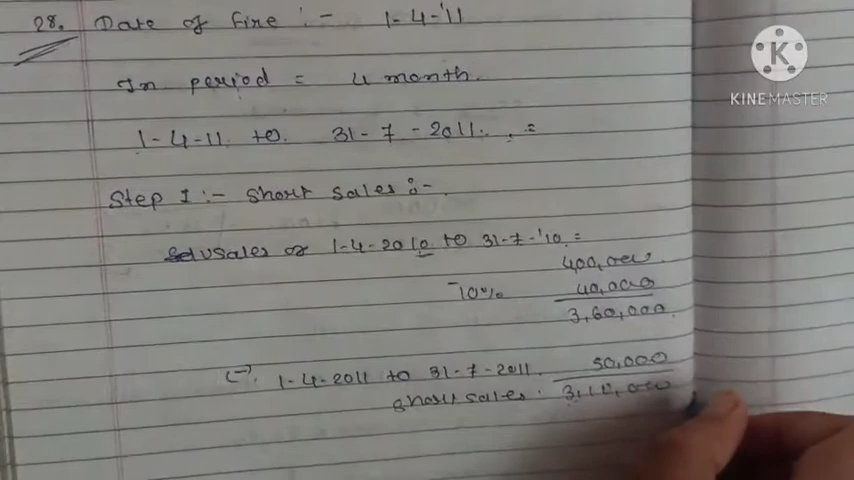 28. Date of fire :- 1-4-'11
KINEMASTER
In period = 4 month.
1-4-11. to. 31-7-2011. . =
Step I :- Short sales :-
sales of 1-4-2010 to 31-7-'10. =
400,000.
-10% 40,000
3,60,000.
(-). 1-4-2011 to 31-7-2011. 50,000
Short sales. 3,10,000